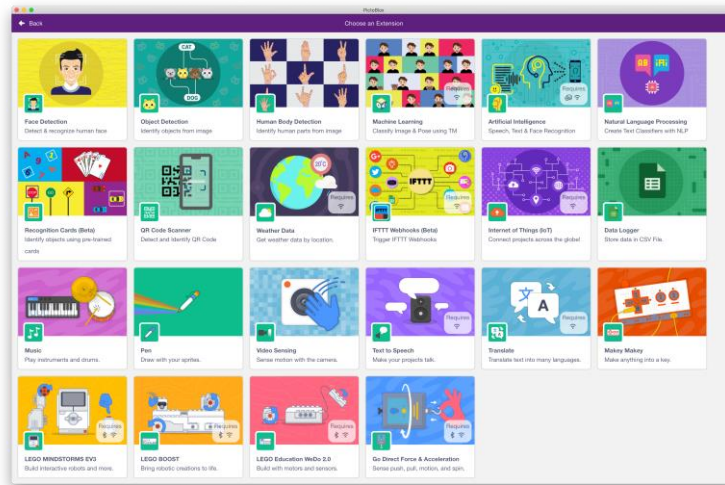 PictoBlox
Back
Choose an Extension
CAT
DOG
Requires
Requires
Face Detection
Detect & recognize human face
Object Detection
Identify objects from image
Human Body Detection
Identify human parts from image
Machine Learning
Classify Image & Pose using TM
Artificial Intelligence
Speech, Text & Face Recognition
Natural Language Processing
Create Text Classifiers with NLP
STOP
30°C
IFTTT
Requires
Requires
Requires
Recognition Cards (Beta)
Identify objects using pre-trained
cards
QR Code Scanner
Detect and Identify QR Code
Weather Data
Get weather data by location.
IFTTT Webhooks (Beta)
Trigger IFTTT Webhooks
Internet of Things (IoT)
Connect projects across the globe!
Data Logger
Store data in CSV File.
文
A
Requires
Requires
Music
Play instruments and drums.
Pen
Draw with your sprites.
Video Sensing
Sense motion with the camera.
Text to Speech
Make your projects talk.
Translate
Translate text into many languages.
Makey Makey
Make anything into a key.
Requires
Requires
Requires
Requires
LEGO MINDSTORMS EV3
Build interactive robots and more.
LEGO BOOST
Bring robotic creations to life.
LEGO Education WeDo 2.0
Build with motors and sensors.
Go Direct Force & Acceleration
Sense push, pull, motion, and spin.